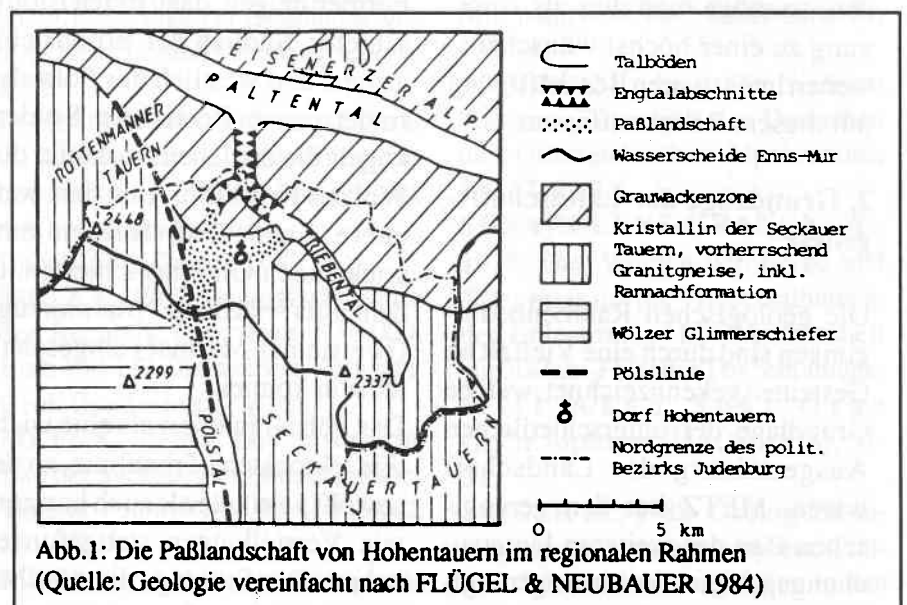 EISENERZER ALP.
PALTENTAL
ROTTENMANNER
TAUERN
2448
TRIEBENTAL
2299
2337
PÖLSTAL
SECKAUER TAUERN
Talböden
Engtalabschnitte
Paßlandschaft
Wasserscheide Enns-Mur
Grauwackenzone
Kristallin der Seckauer
Tauern, vorherrschend
Granitgneise, inkl.
Rannachformation
Wölzer Glimmerschiefer
Pölslinie
Dorf Hohentauern
Nordgrenze des polit.
Bezirks Judenburg
0 5 km
Abb.1: Die Paßlandschaft von Hohentauern im regionalen Rahmen
(Quelle: Geologie vereinfacht nach FLÜGEL & NEUBAUER 1984)